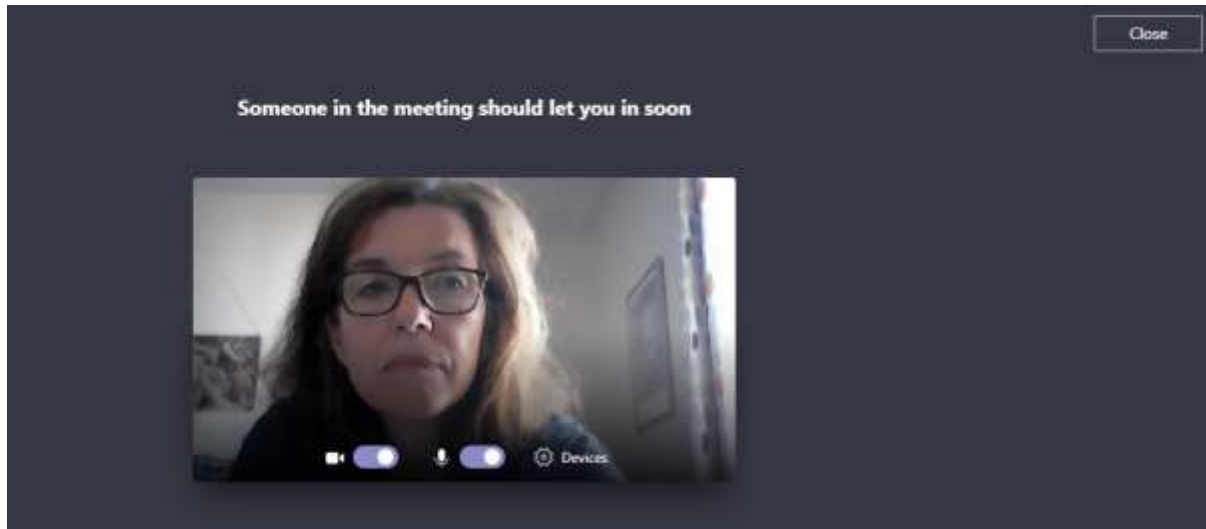 Close
Someone in the meeting should let you in soon
Devices